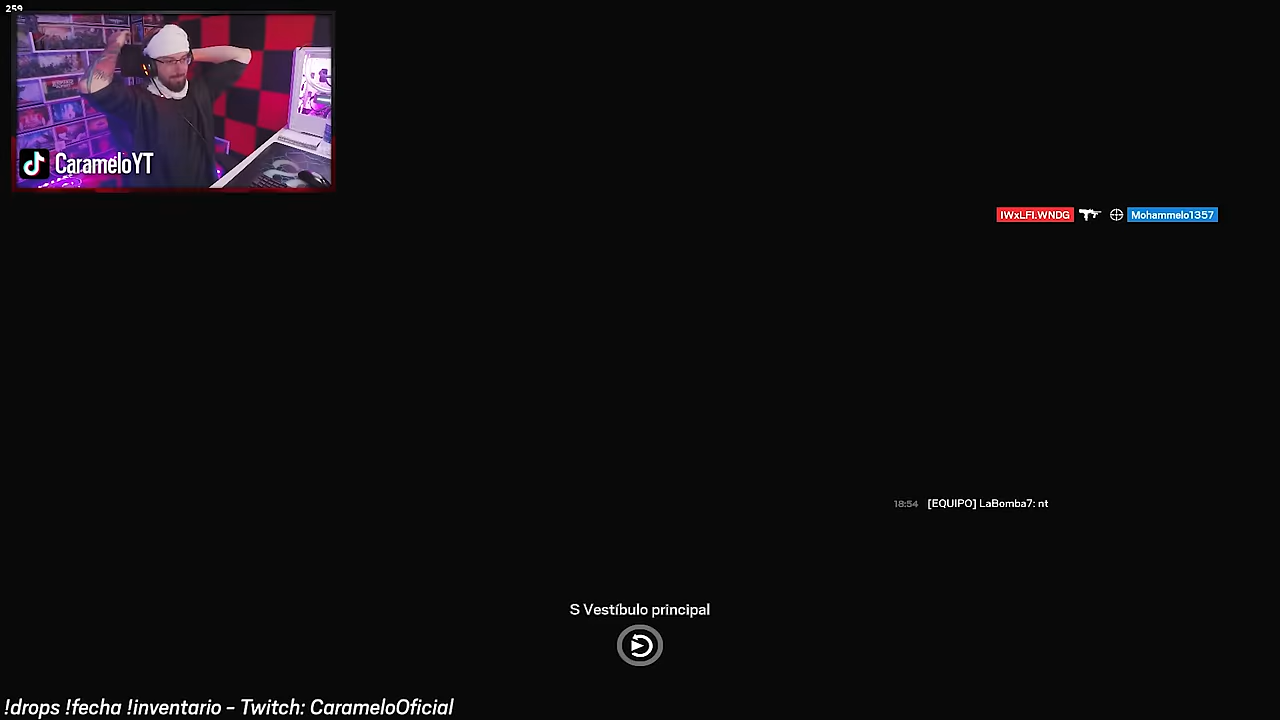 259
CarameloYT
IWxLFI.WNDG Mohammelo1357
18:54 [EQUIPO] LaBomba7: nt
S Vestíbulo principal
!drops !fecha !inventario - Twitch: CarameloOficial